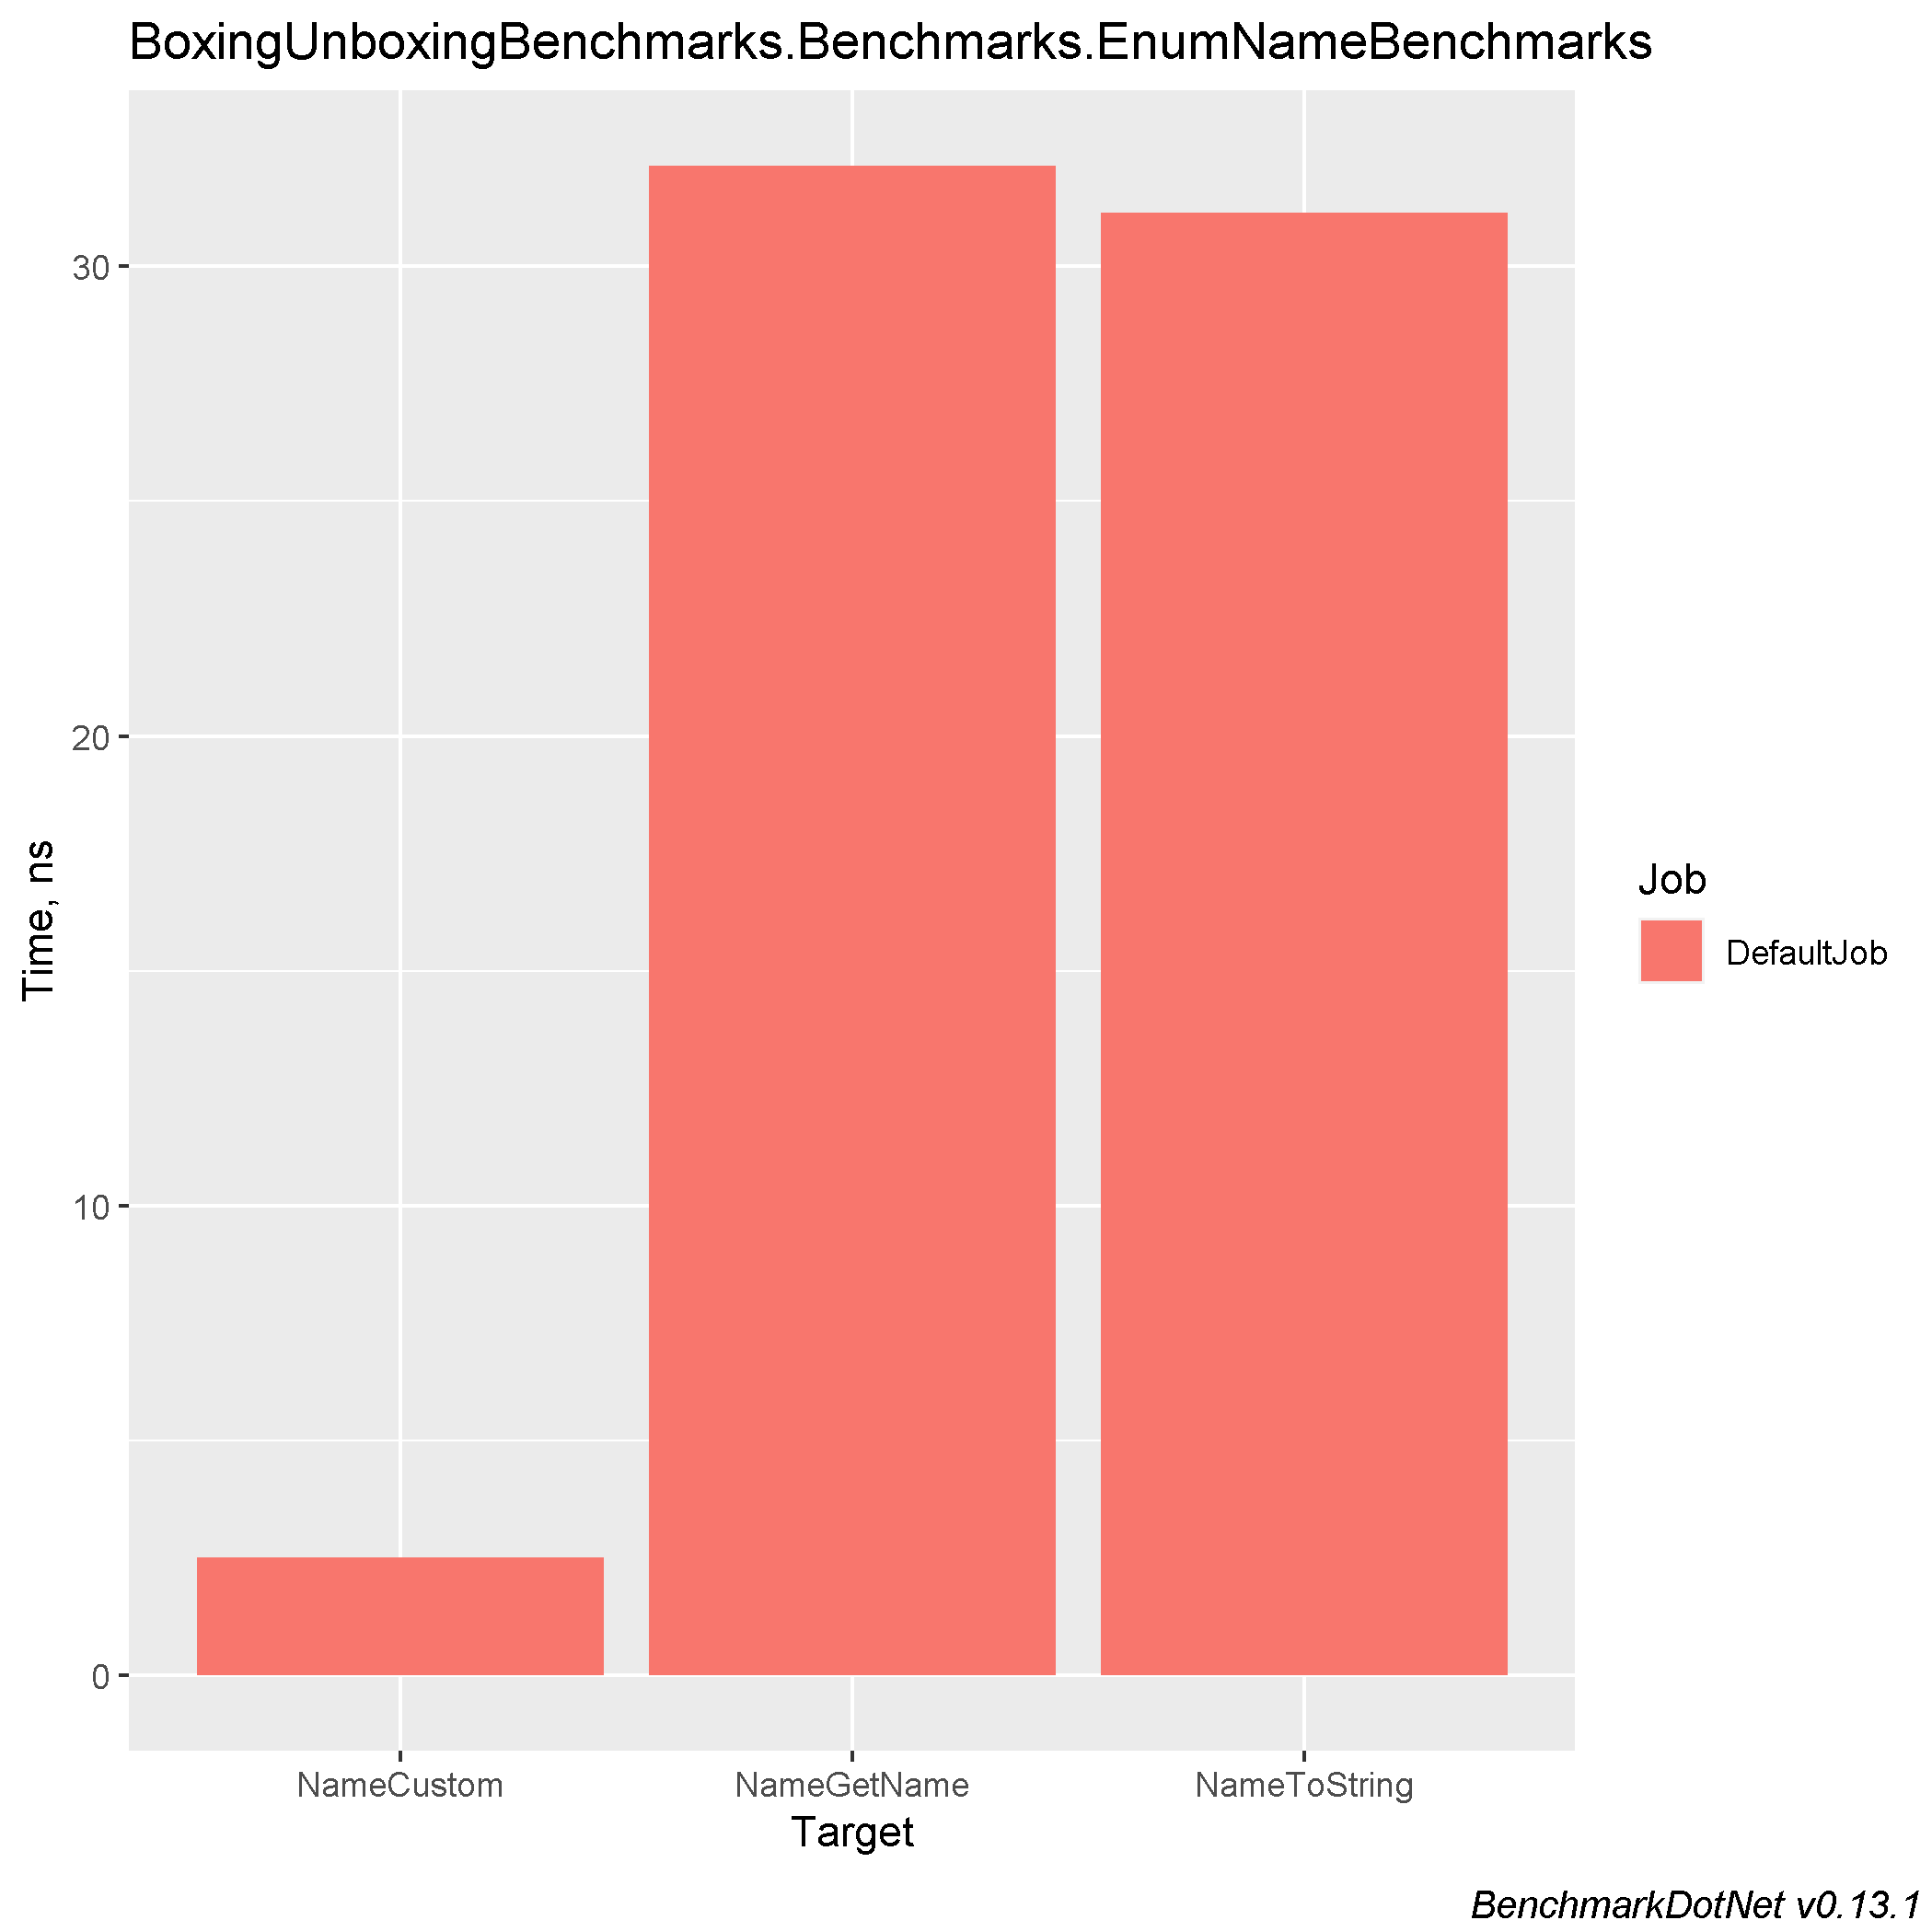 BoxingUnboxingBenchmarks.Benchmarks.EnumNameBenchmarks
Time, ns
30
20
10
0
NameCustom
NameGetName
NameToString
Target
Job
DefaultJob
BenchmarkDotNet v0.13.1